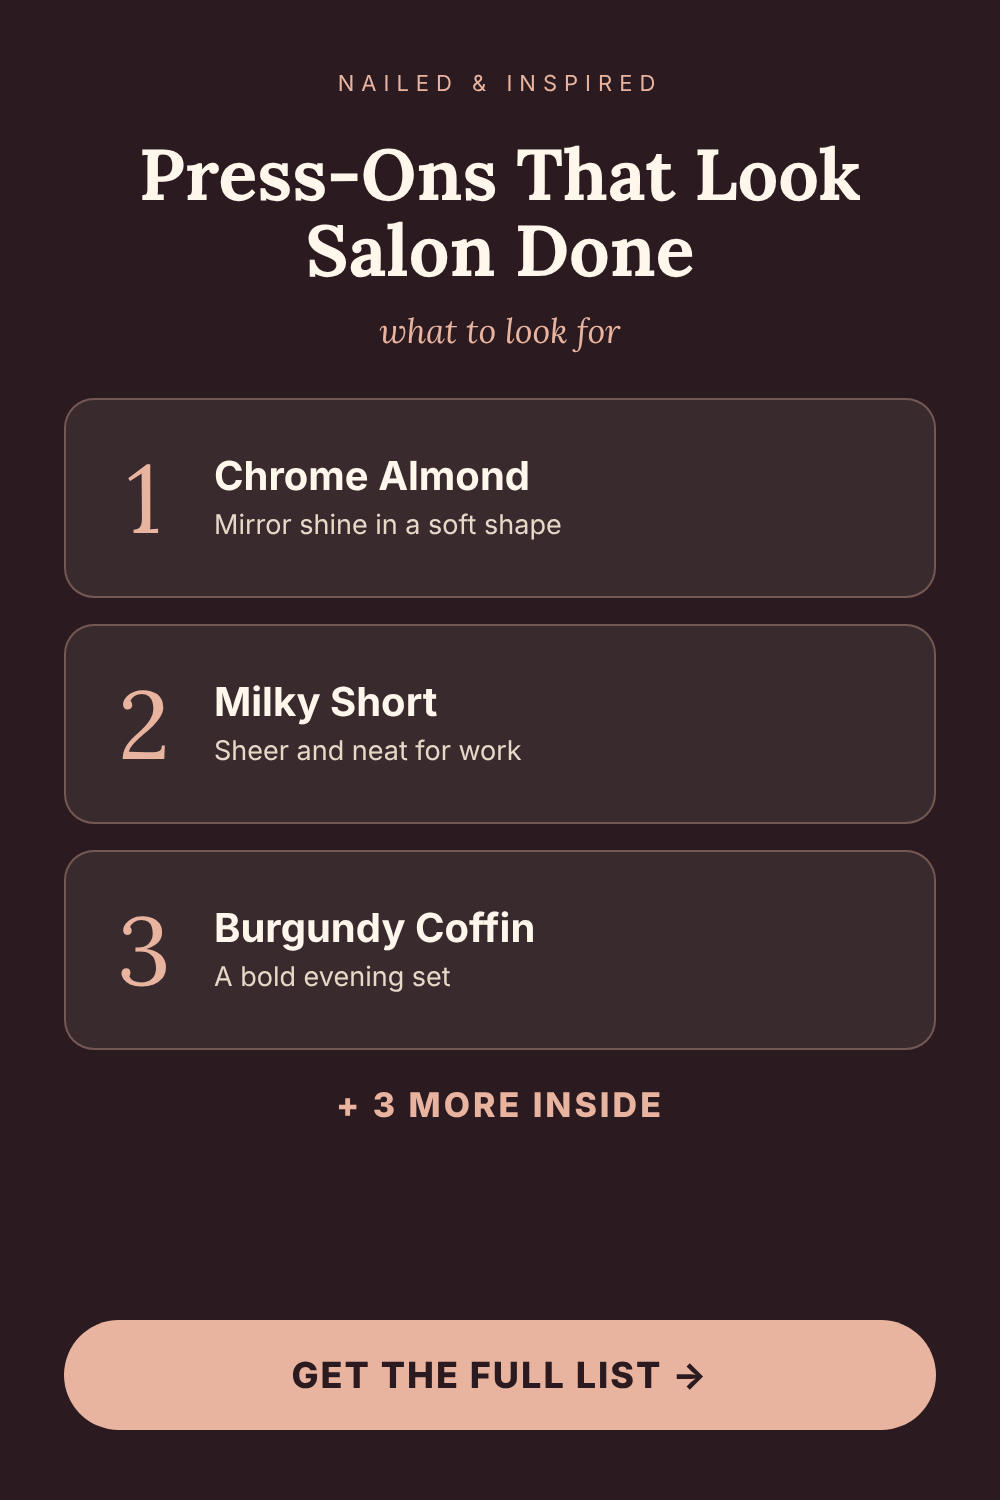 NAILED & INSPIRED
Press-Ons That Look
Salon Done
what to look for
1
Chrome Almond
Mirror shine in a soft shape
2
Milky Short
Sheer and neat for work
3
Burgundy Coffin
A bold evening set
+ 3 MORE INSIDE
GET THE FULL LIST →